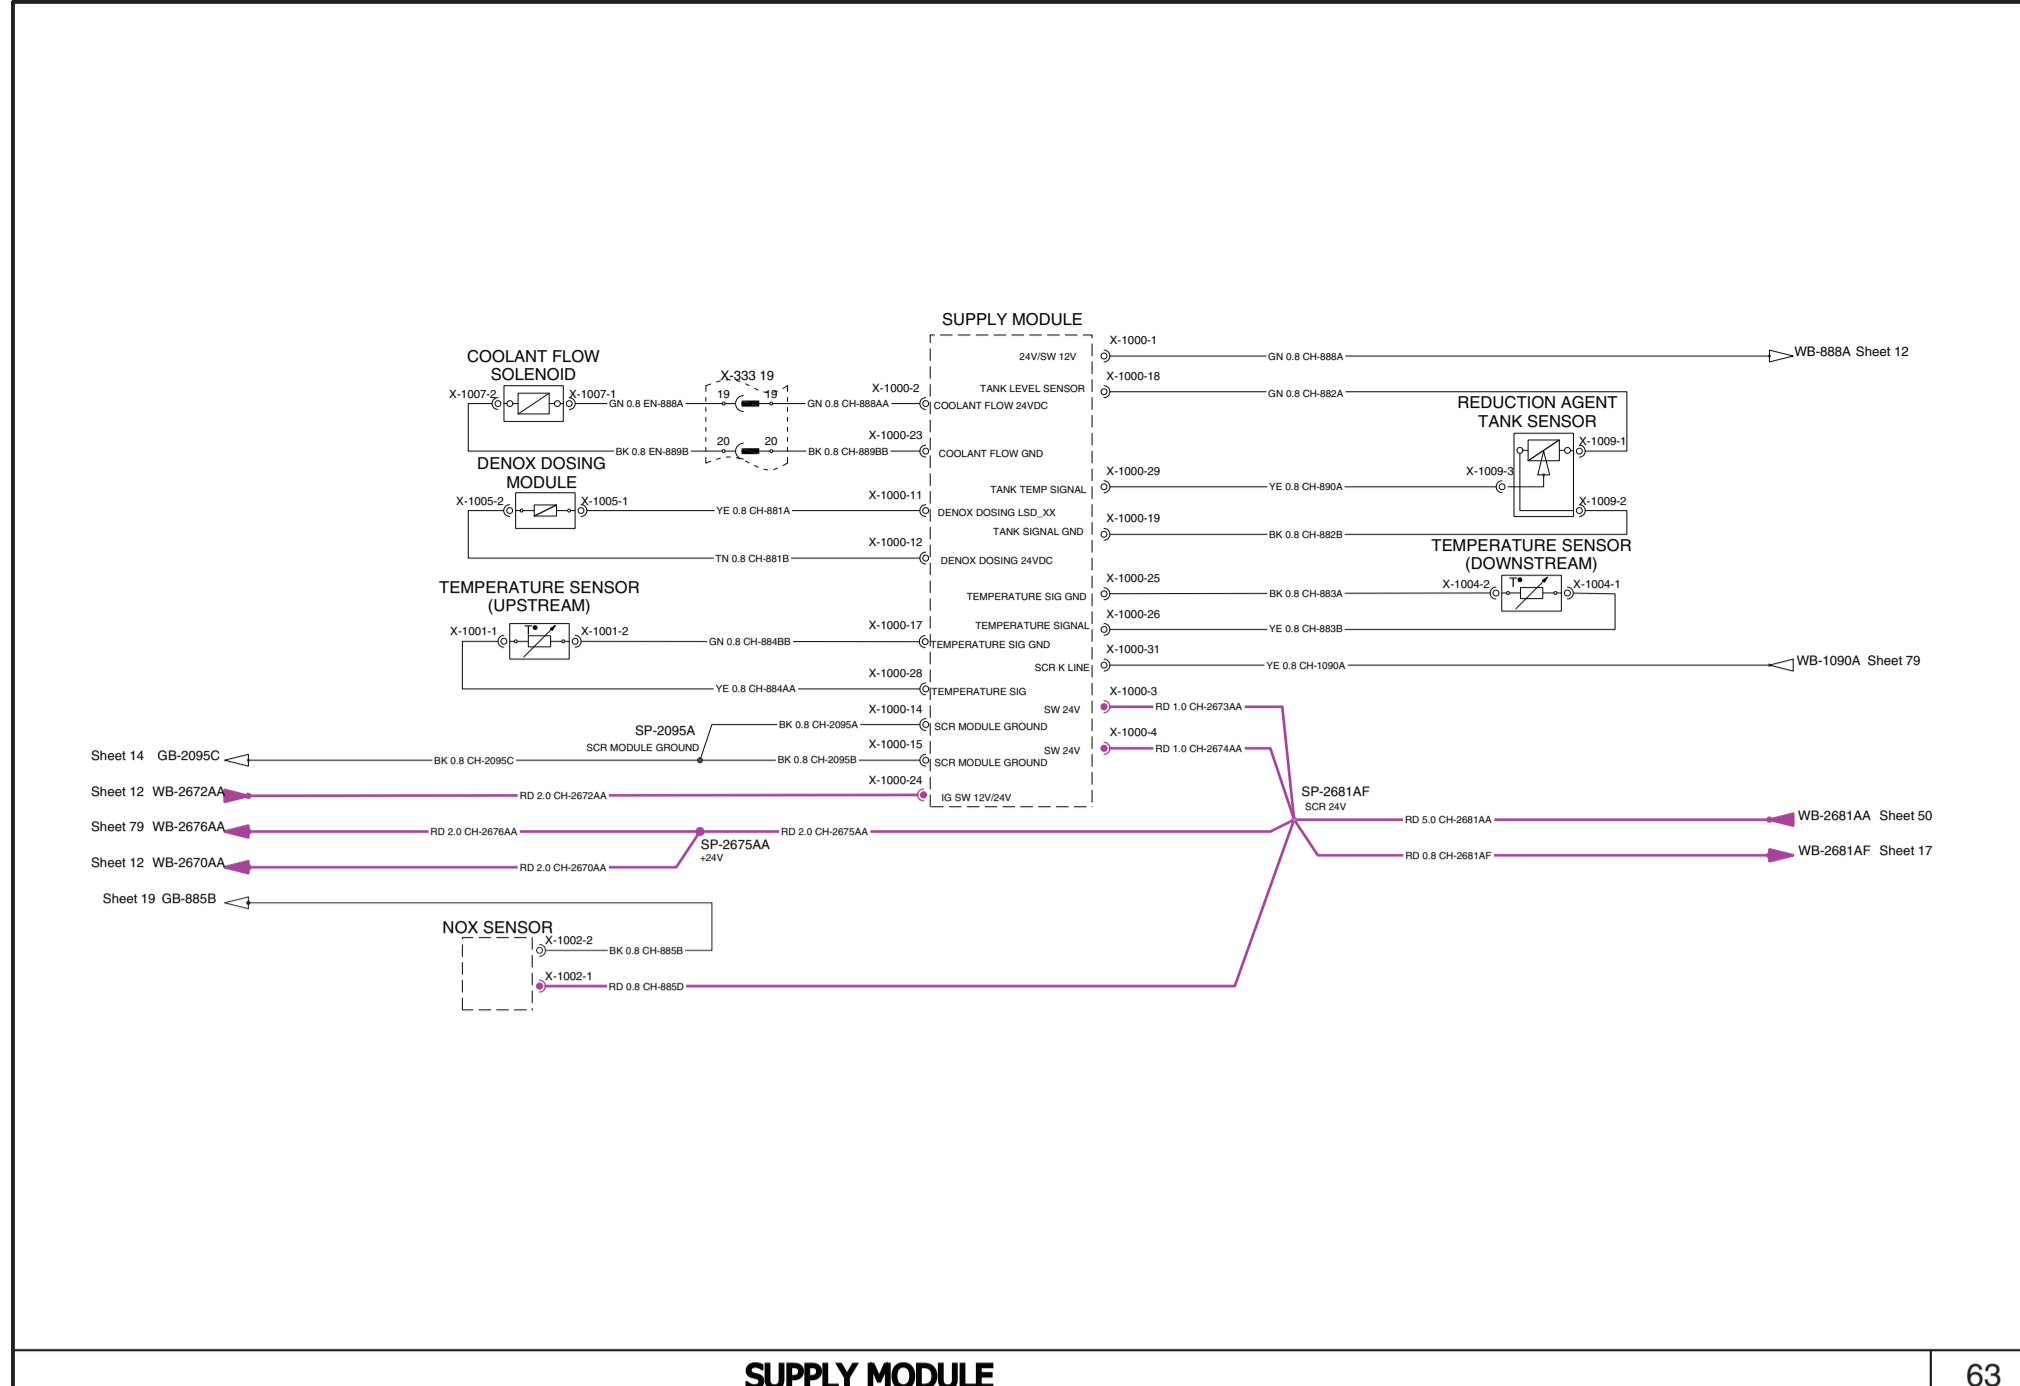 SUPPLY MODULE
COOLANT FLOW
SOLENOID
X-1007-2
X-1007-1
GN 0.8 EN-888A
X-333 19
19
19
GN 0.8 CH-888AA
X-1000-2
COOLANT FLOW 24VDC
BK 0.8 EN-889B
20
20
BK 0.8 CH-889BB
X-1000-23
COOLANT FLOW GND
DENOX DOSING
MODULE
X-1005-2
X-1005-1
YE 0.8 CH-881A
X-1000-11
DENOX DOSING LSD_XX
TN 0.8 CH-881B
X-1000-12
DENOX DOSING 24VDC
TEMPERATURE SENSOR
(UPSTREAM)
X-1001-1
T
X-1001-2
GN 0.8 CH-884BB
X-1000-17
TEMPERATURE SIG GND
YE 0.8 CH-884AA
X-1000-28
TEMPERATURE SIG
SP-2095A
SCR MODULE GROUND
BK 0.8 CH-2095A
X-1000-14
SCR MODULE GROUND
Sheet 14 GB-2095C
BK 0.8 CH-2095C
BK 0.8 CH-2095B
X-1000-15
SCR MODULE GROUND
Sheet 12 WB-2672AA
RD 2.0 CH-2672AA
X-1000-24
IG SW 12V/24V
Sheet 79 WB-2676AA
RD 2.0 CH-2676AA
RD 2.0 CH-2675AA
SP-2675AA
+24V
Sheet 12 WB-2670AA
RD 2.0 CH-2670AA
Sheet 19 GB-885B
NOX SENSOR
X-1002-2
BK 0.8 CH-885B
X-1002-1
RD 0.8 CH-885D
24V/SW 12V
X-1000-1
GN 0.8 CH-888A
WB-888A Sheet 12
TANK LEVEL SENSOR
X-1000-18
GN 0.8 CH-882A
REDUCTION AGENT
TANK SENSOR
X-1009-1
TANK TEMP SIGNAL
X-1000-29
YE 0.8 CH-890A
X-1009-3
TANK SIGNAL GND
X-1000-19
BK 0.8 CH-882B
X-1009-2
TEMPERATURE SENSOR
(DOWNSTREAM)
TEMPERATURE SIG GND
X-1000-25
BK 0.8 CH-883A
X-1004-2
T
X-1004-1
TEMPERATURE SIGNAL
X-1000-26
YE 0.8 CH-883B
SCR K LINE
X-1000-31
YE 0.8 CH-1090A
WB-1090A Sheet 79
SW 24V
X-1000-3
RD 1.0 CH-2673AA
SW 24V
X-1000-4
RD 1.0 CH-2674AA
SP-2681AF
SCR 24V
RD 5.0 CH-2681AA
WB-2681AA Sheet 50
RD 0.8 CH-2681AF
WB-2681AF Sheet 17
SUPPLY MODULE
63